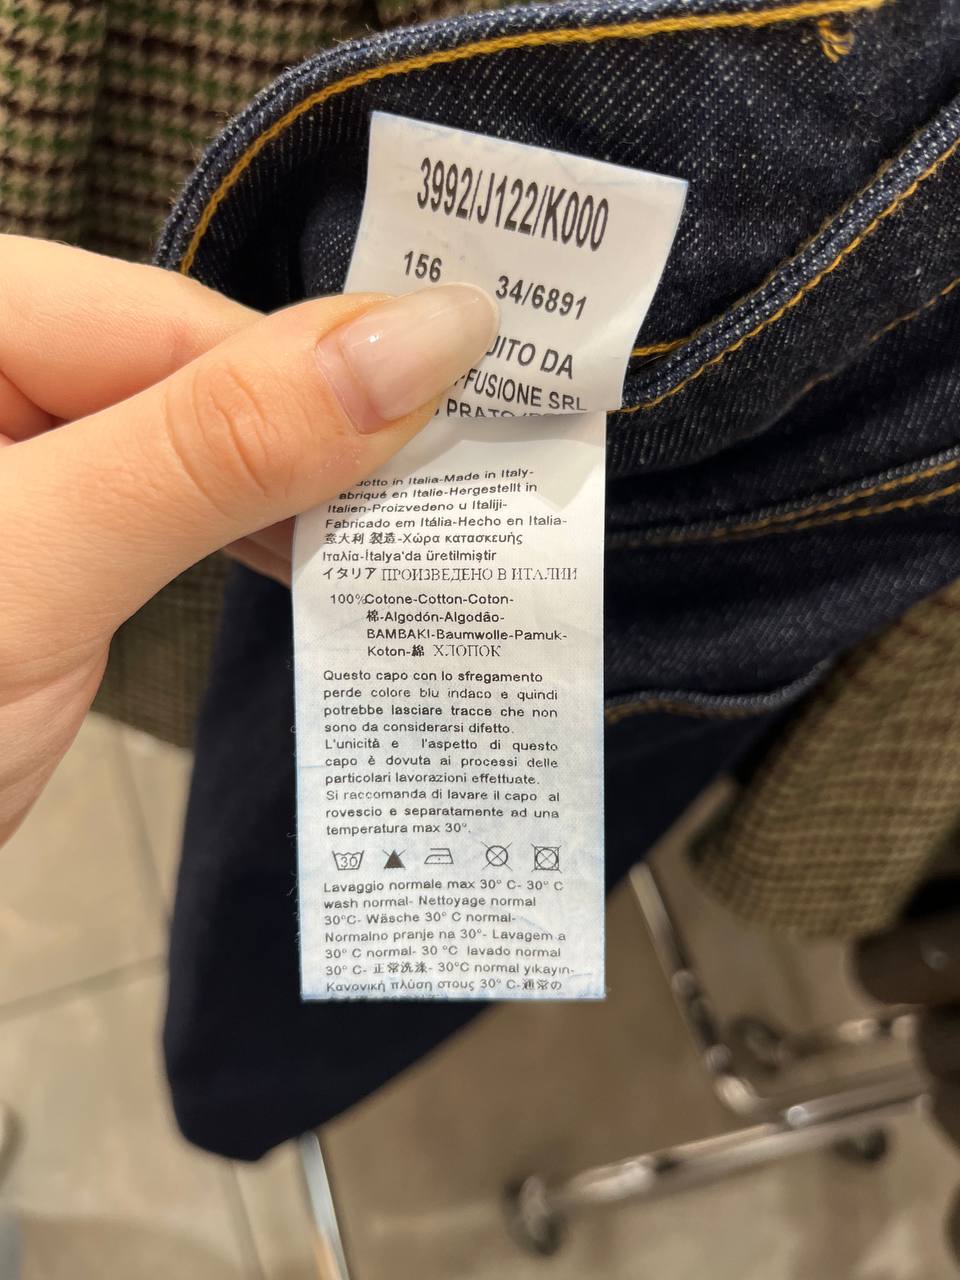 3992/J122/K000
156 34/6891
DA
SRL
in Italia-Made in Italy-
en Italie-Hergestellt in
Italien-Proizvedeno u Italiji-
Fabricado em Itália-Hecho en Italia-
意大利 製造-Χώρα κατασκευής
Ιταλία-İtalya'da üretilmiştir
イタリア ПРОИЗВЕДЕНО В ИТАЛИИ
100%Cotone-Cotton-Coton-
棉-Algodón-Algodão-
BAMBAKI-Baumwolle-Pamuk-
Koton-綿 ХЛОПОК
Questo capo con lo sfregamento
perde colore blu indaco e quindi
potrebbe lasciare tracce che non
sono da considerarsi difetto.
L'unicità e l'aspetto di questo
capo è dovuta ai processi delle
particolari lavorazioni effettuate.
Si raccomanda di lavare il capo al
rovescio e separatamente ad una
temperatura max 30°.
30
Lavaggio normale max 30° C- 30° C
wash normal- Nettoyage normal
30°C- Wäsche 30° C normal-
Normalno pranje na 30°- Lavagem a
30° C normal- 30 °C lavado normal
30° C- 正常洗涤- 30°C normal yıkayın-
Κανονική πλύση στους 30° C-通常の